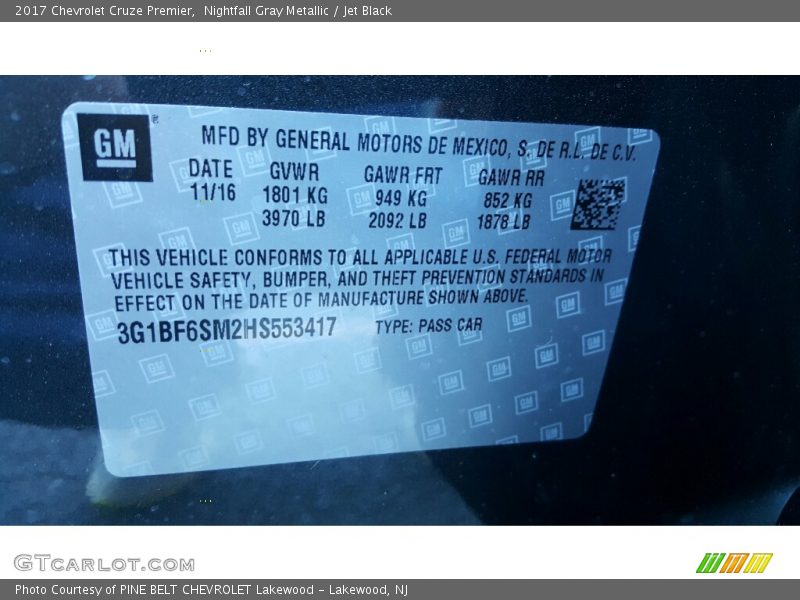 2017 Chevrolet Cruze Premier, Nightfall Gray Metallic / Jet Black
GM ®
MFD BY GENERAL MOTORS DE MEXICO, S. DE R.L. DE C.V.
DATE GVWR GAWR FRT GAWR RR
11/16 1801 KG 949 KG 852 KG
3970 LB 2092 LB 1878 LB
THIS VEHICLE CONFORMS TO ALL APPLICABLE U.S. FEDERAL MOTOR
VEHICLE SAFETY, BUMPER, AND THEFT PREVENTION STANDARDS IN
EFFECT ON THE DATE OF MANUFACTURE SHOWN ABOVE.
3G1BF6SM2HS553417 TYPE: PASS CAR
GTCARLOT.COM
Photo Courtesy of PINE BELT CHEVROLET Lakewood - Lakewood, NJ